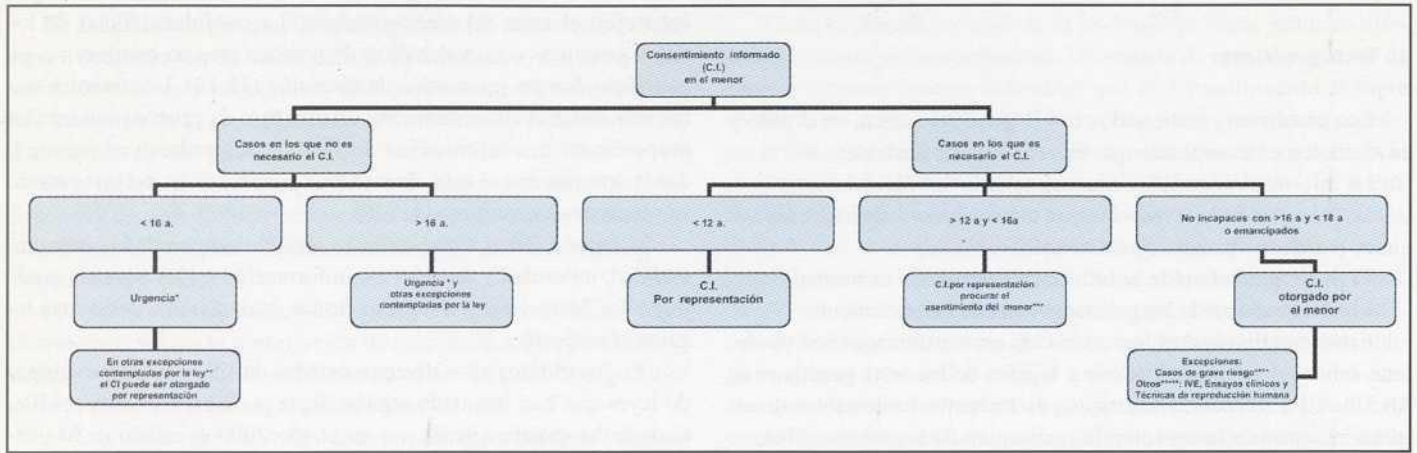 Consentimiento informado
(C.I.)
en el menor
Casos en los que no es
necesario el C.I.
Casos en los que es
necesario el C.I.
< 16 a.
> 16 a.
< 12 a.
> 12 a y < 16a
No incapaces con >16 a y < 18 a
o emancipados
Urgencia*
Urgencia * y
otras excepciones
contempladas por la ley
C.I.
Por representación
C.I.por representacion
procurar el
asentimiento del menor***
C.I.
otorgado por
el menor
En otras excepciones
contempladas por la ley**
el CI puede ser otorgado
por representación
Excepciones:
Casos de grave riesgo****
Otros*****: IVE, Ensayos clínicos y
Técnicas de reproducción humana